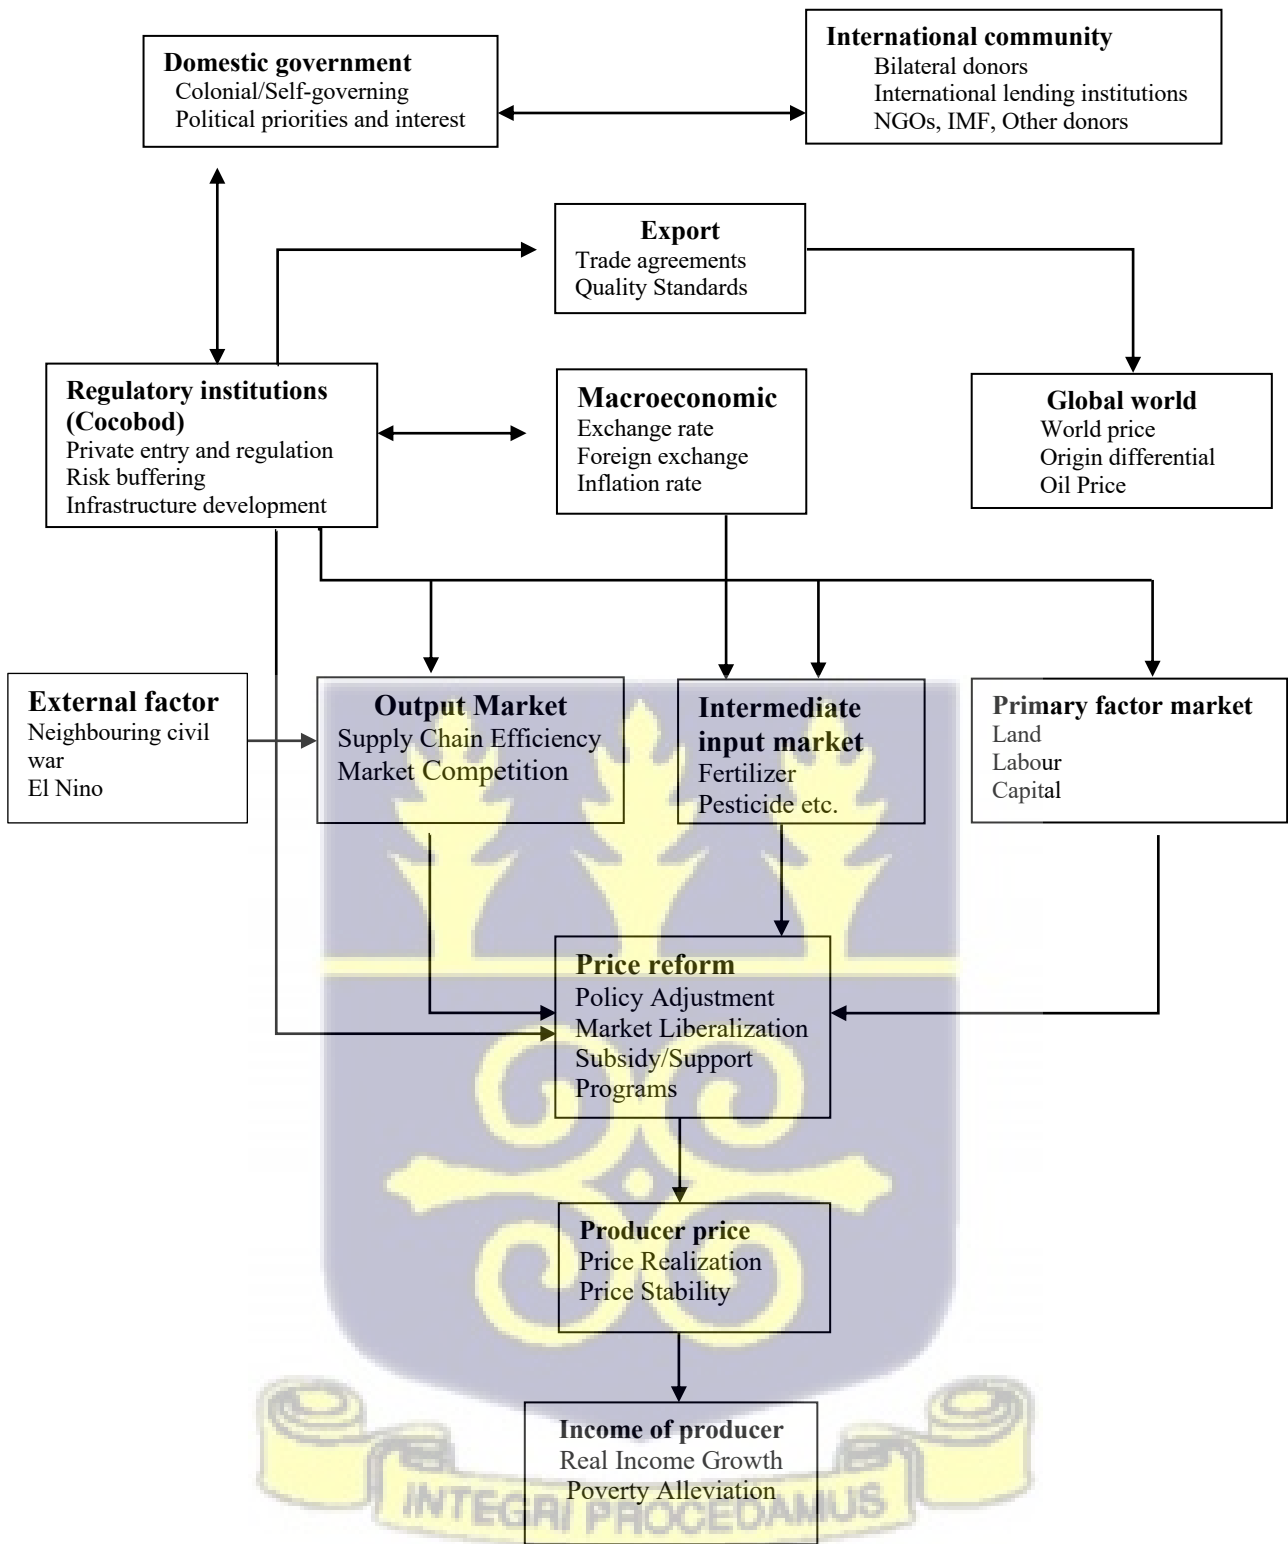 Domestic government
Colonial/Self-governing
Political priorities and interest
International community
Bilateral donors
International lending institutions
NGOs, IMF, Other donors
Export
Trade agreements
Quality Standards
Regulatory institutions
(Cocobod)
Private entry and regulation
Risk buffering
Infrastructure development
Macroeconomic
Exchange rate
Foreign exchange
Inflation rate
Global world
World price
Origin differential
Oil Price
External factor
Neighbouring civil
war
El Nino
Output Market
Supply Chain Efficiency
Market Competition
Intermediate
input market
Fertilizer
Pesticide etc.
Primary factor market
Land
Labour
Capital
Price reform
Policy Adjustment
Market Liberalization
Subsidy/Support
Programs
Producer price
Price Realization
Price Stability
Income of producer
Real Income Growth
Poverty Alleviation
INTEGRI PROCEDAMUS